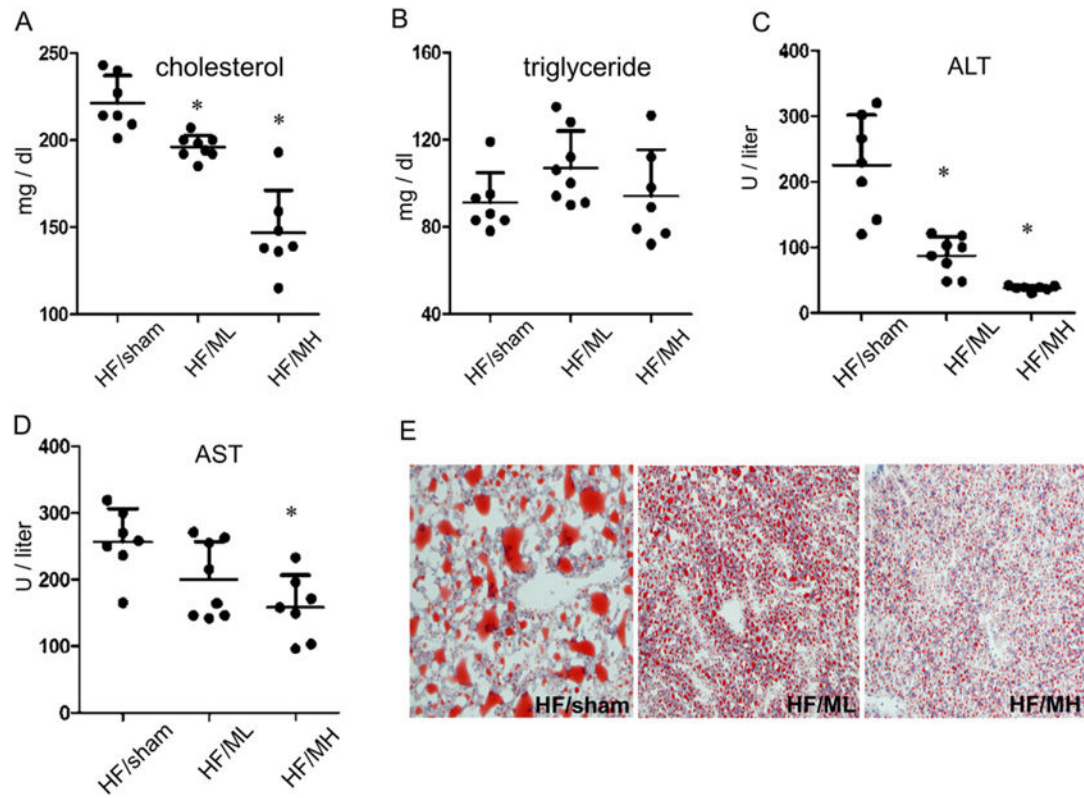 A
cholesterol
250
200
150
100
mg / dl
*
*
HF/sham
HF/ML
HF/MH
B
triglyceride
160
120
80
40
mg / dl
HF/sham
HF/ML
HF/MH
C
ALT
400
300
200
100
0
U / liter
*
*
HF/sham
HF/ML
HF/MH
D
AST
400
300
200
100
0
U / liter
*
HF/sham
HF/ML
HF/MH
E
HF/sham
HF/ML
HF/MH